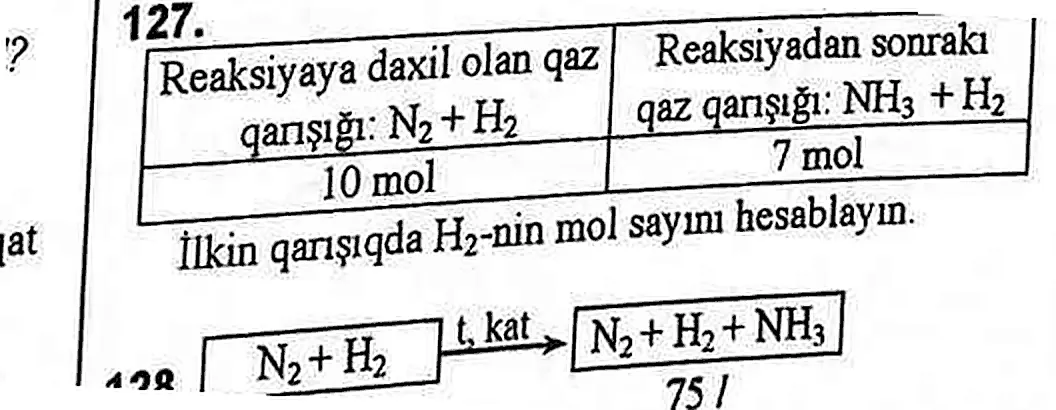 '?
127.
Reaksiyaya daxil olan qaz
qarışığı: N₂ + H₂
Reaksiyadan sonrakı
qaz qarışığı: NH₃ + H₂
10 mol
7 mol
qat
İlkin qarışıqda H₂-nin mol sayını hesablayın.
128
N₂ + H₂
t, kat
N₂ + H₂ + NH₃
75 l